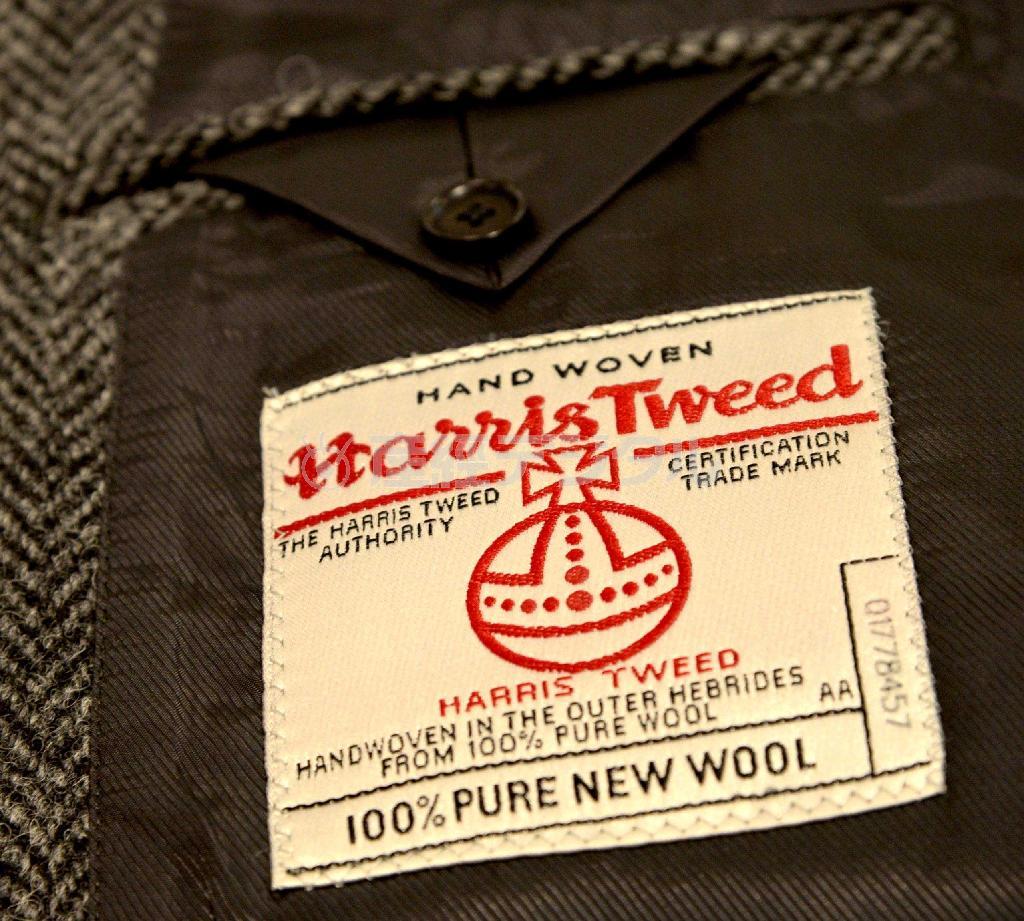 HAND WOVEN
Harris Tweed
THE HARRIS TWEED
AUTHORITY
CERTIFICATION
TRADE MARK
HARRIS TWEED
HANDWOVEN IN THE OUTER HEBRIDES
FROM 100% PURE WOOL
AA
Q1778457
100% PURE NEW WOOL